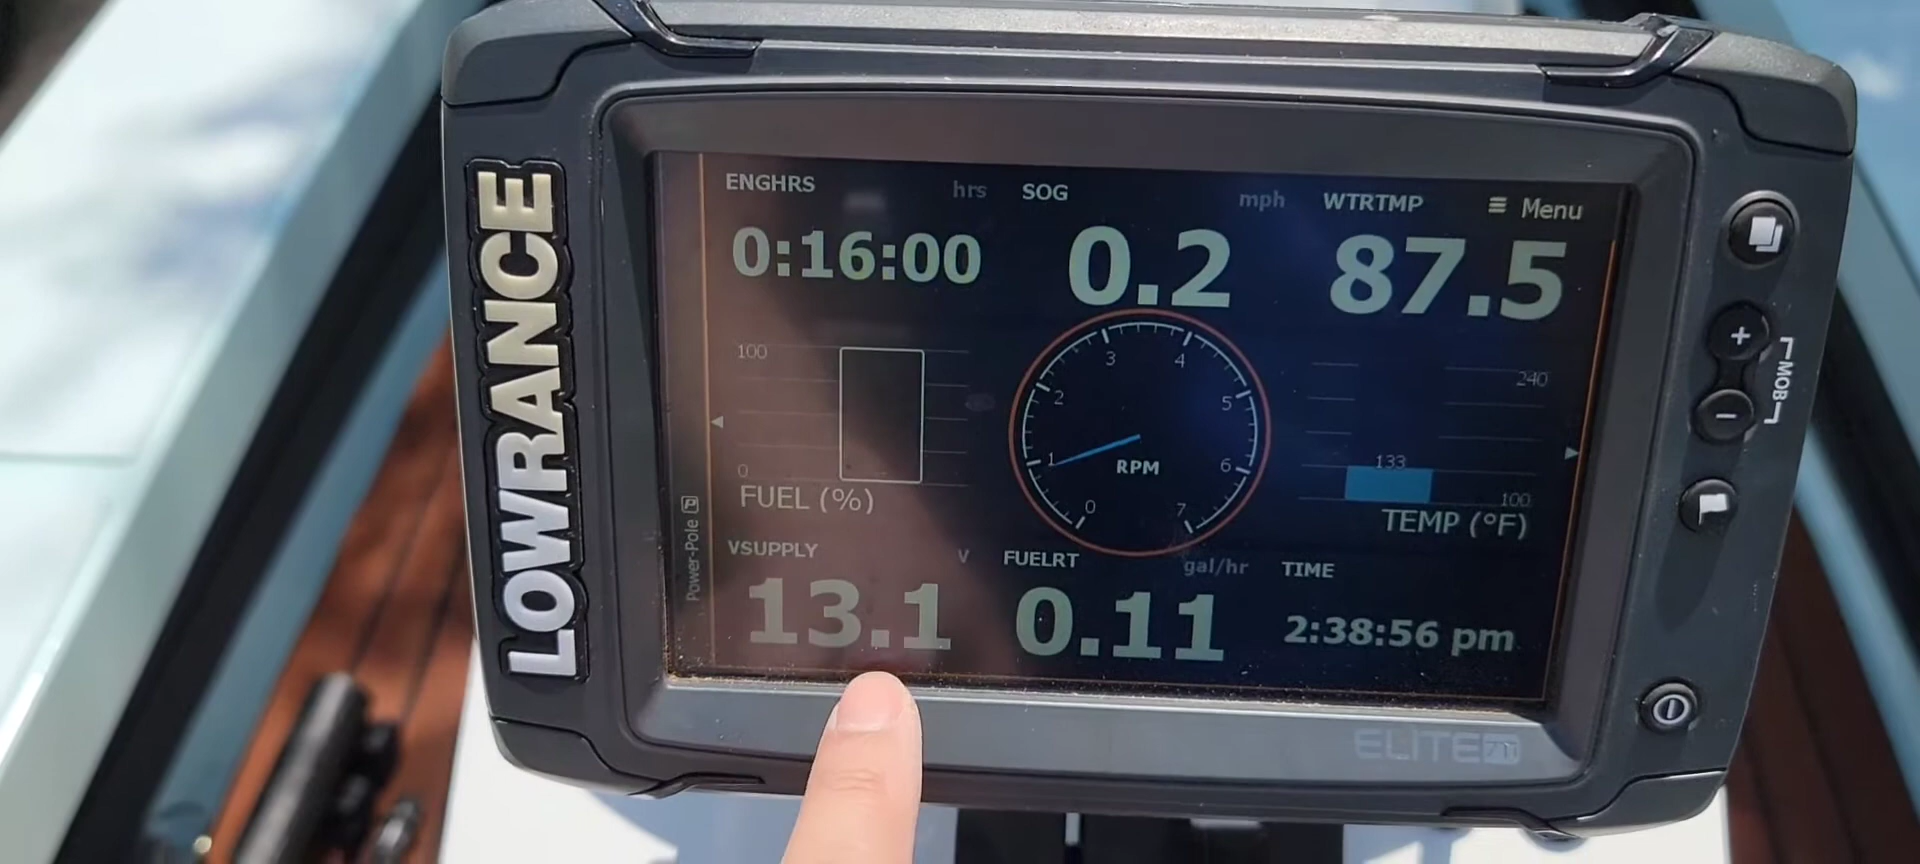 LOWRANCE
ENGHRS hrs SOG mph WTRTMP Menu
0:16:00 0.2 87.5
100
0
FUEL (%)
0 1 2 3 4 5 6 7
RPM
240
133
100
TEMP (°F)
Power-Pole
VSUPPLY V FUELRT gal/hr TIME
13.1 0.11 2:38:56 pm
ELITE 7Ti
+
MOB
−